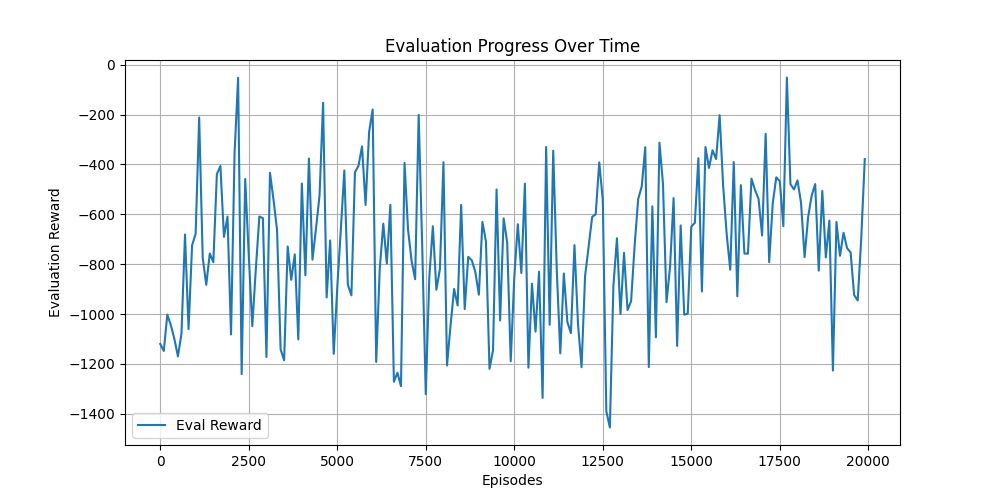 Evaluation Progress Over Time
Evaluation Reward
0
−200
−400
−600
−800
−1000
−1200
−1400
Eval Reward
0 2500 5000 7500 10000 12500 15000 17500 20000
Episodes